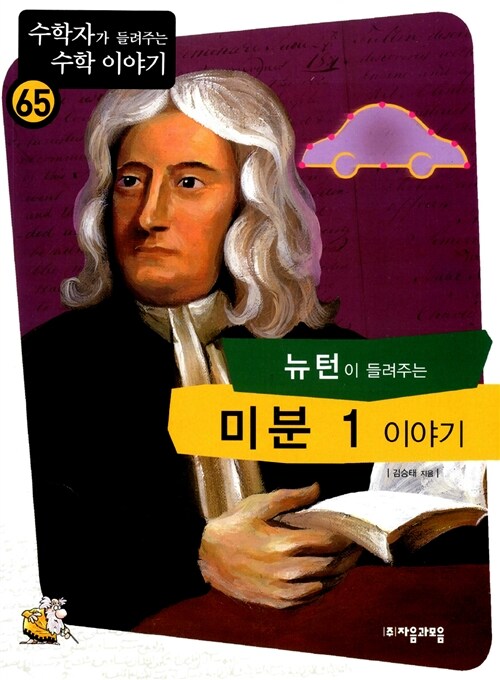 수학자가 들려주는
수학 이야기
65
뉴턴이 들려주는
미분 1 이야기
| 김승태 지음 |
|주|자음과모음